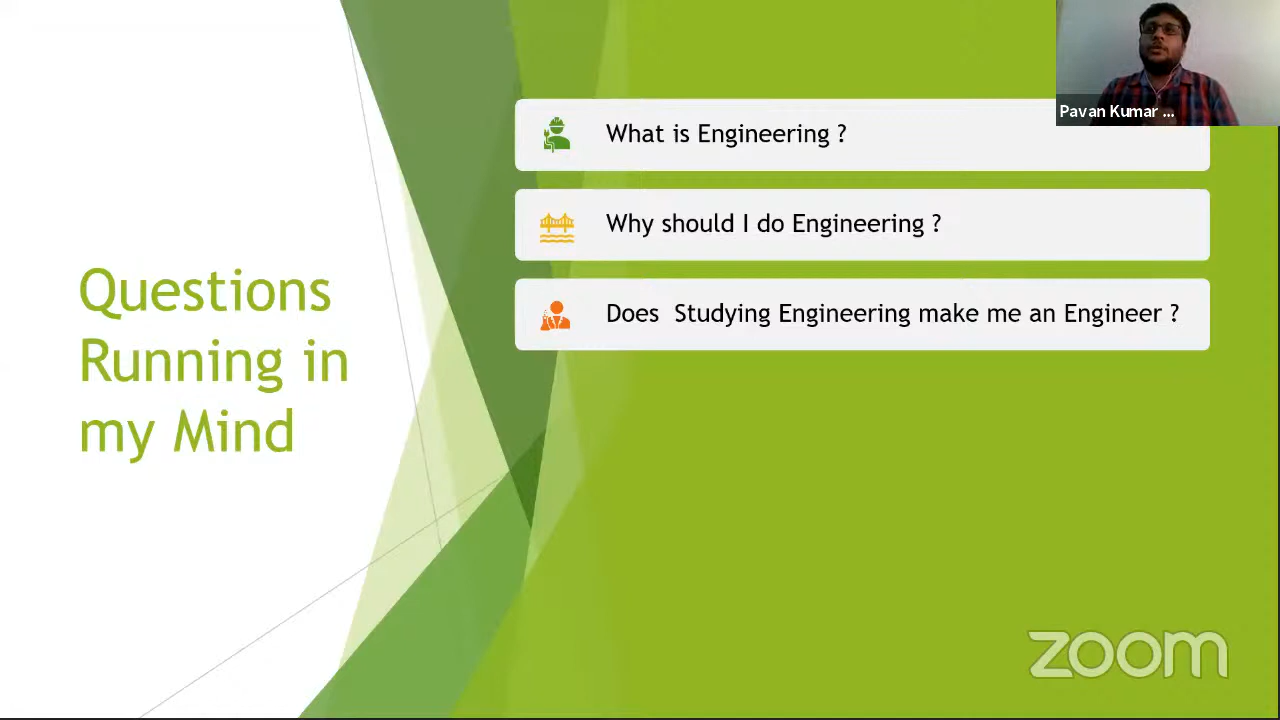 Questions
Running in
my Mind
What is Engineering ?
Why should I do Engineering ?
Does  Studying Engineering make me an Engineer ?
Pavan Kumar ...
zoom